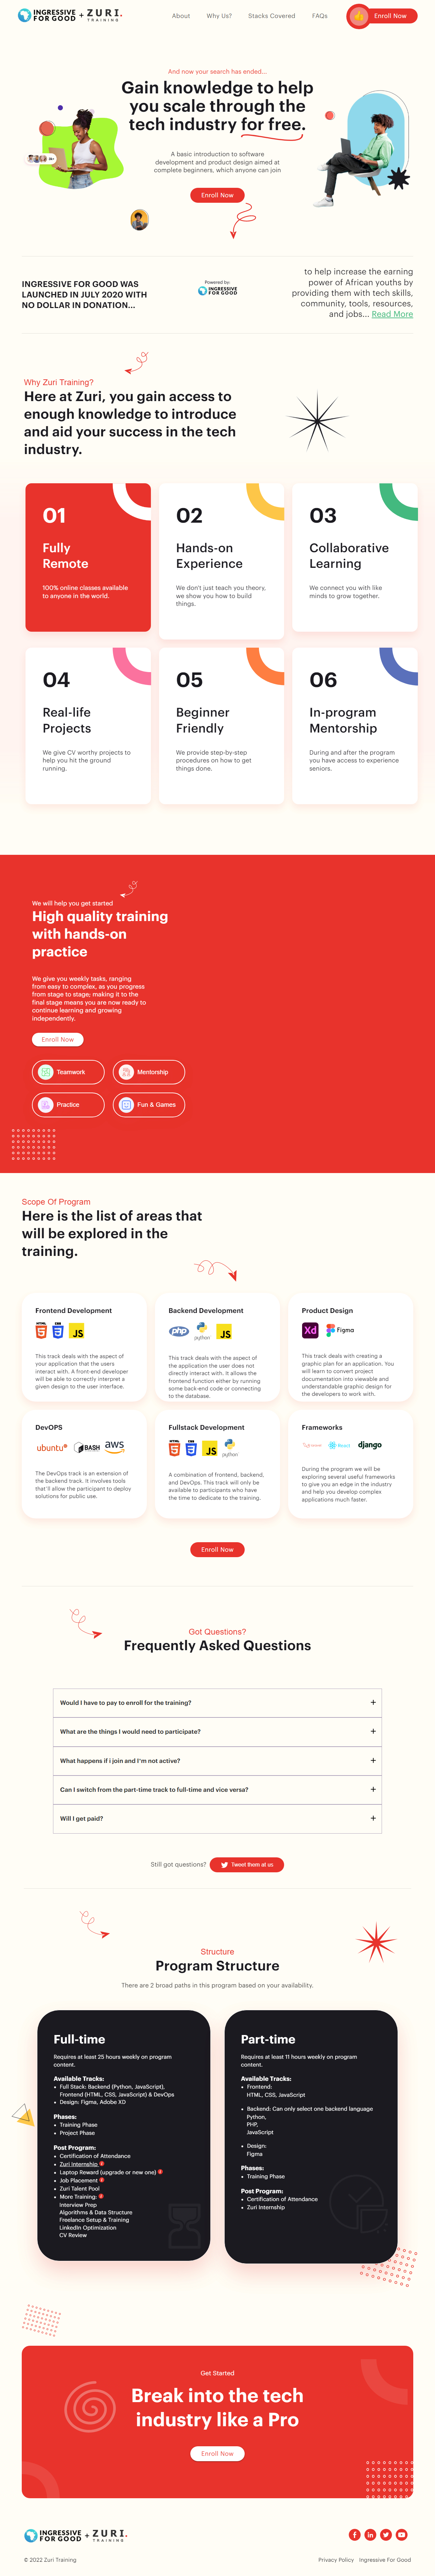 INGRESSIVE FOR GOOD + ZURI. TRAINING
About
Why Us?
Stacks Covered
FAQs
Enroll Now
And now your search has ended...
Gain knowledge to help
you scale through the
tech industry for free.
A basic introduction to software
development and product design aimed at
complete beginners, which anyone can join
Enroll Now
INGRESSIVE FOR GOOD WAS
LAUNCHED IN JULY 2020 WITH
NO DOLLAR IN DONATION...
Powered by:
INGRESSIVE
FOR GOOD
to help increase the earning
power of African youths by
providing them with tech skills,
community, tools, resources,
and jobs... Read More
Why Zuri Training?
Here at Zuri, you gain access to
enough knowledge to introduce
and aid your success in the tech
industry.
01
Fully
Remote
100% online classes available
to anyone in the world.
02
Hands-on
Experience
We don't just teach you theory,
we show you how to build
things.
03
Collaborative
Learning
We connect you with like
minds to grow together.
04
Real-life
Projects
We give CV worthy projects to
help you hit the ground
running.
05
Beginner
Friendly
We provide step-by-step
procedures on how to get
things done.
06
In-program
Mentorship
During and after the program
you have access to experience
seniors.
We will help you get started
High quality training
with hands-on
practice
We give you weekly tasks, ranging
from easy to complex, as you progress
from stage to stage; making it to the
final stage means you are now ready to
continue learning and growing
independently.
Enroll Now
Teamwork
Mentorship
Practice
Fun & Games
Scope Of Program
Here is the list of areas that
will be explored in the
training.
Frontend Development
HTML CSS JS
This track deals with the aspect of
your application that the users
interact with. A front-end developer
will be able to correctly interpret a
given design to the user interface.
Backend Development
php python JS
This track deals with the aspect of
the application the user does not
directly interact with. It allows the
frontend function either by running
some back-end code or connecting
to the database.
Product Design
Xd Figma
This track deals with creating a
graphic plan for an application. You
will learn to convert project
documentation into viewable and
understandable graphic design for
the developers to work with.
DevOPS
ubuntu BASH aws
The DevOps track is an extension of
the backend track. It involves tools
that'll allow the participant to deploy
solutions for public use.
Fullstack Development
HTML CSS JS python
A combination of frontend, backend,
and DevOps. This track will only be
available to participants who have
the time to dedicate to the training.
Frameworks
React django
During the program we will be
exploring several useful frameworks
to give you an edge in the industry
and help you develop complex
applications much faster.
Enroll Now
Got Questions?
Frequently Asked Questions
Would I have to pay to enroll for the training? +
What are the things I would need to participate? +
What happens if i join and I'm not active? +
Can I switch from the part-time track to full-time and vice versa? +
Will I get paid? +
Still got questions? Tweet them at us
Structure
Program Structure
There are 2 broad paths in this program based on your availability.
Full-time
Requires at least 25 hours weekly on program
content.
Available Tracks:
• Full Stack: Backend (Python, JavaScript),
Frontend (HTML, CSS, JavaScript) & DevOps
• Design: Figma, Adobe XD
Phases:
• Training Phase
• Project Phase
Post Program:
• Certification of Attendance
• Zuri Internship
• Laptop Reward (upgrade or new one)
• Job Placement
• Zuri Talent Pool
• More Training:
Interview Prep
Algorithms & Data Structure
Freelance Setup & Training
LinkedIn Optimization
CV Review
Part-time
Requires at least 11 hours weekly on program
content.
Available Tracks:
• Frontend:
HTML, CSS, JavaScript
• Backend: Can only select one backend language
Python,
PHP,
JavaScript
• Design:
Figma
Phases:
• Training Phase
Post Program:
• Certification of Attendance
• Zuri Internship
Get Started
Break into the tech
industry like a Pro
Enroll Now
INGRESSIVE FOR GOOD + ZURI. TRAINING
© 2022 Zuri Training
Privacy Policy
Ingressive For Good